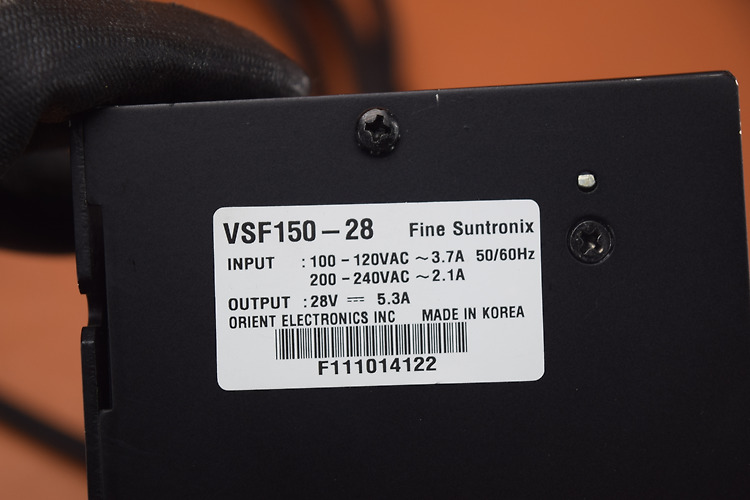 VSF150-28 Fine Suntronix
INPUT : 100-120VAC ~3.7A 50/60Hz
200-240VAC ~2.1A
OUTPUT : 28V ⎓ 5.3A
ORIENT ELECTRONICS INC MADE IN KOREA
F111014122